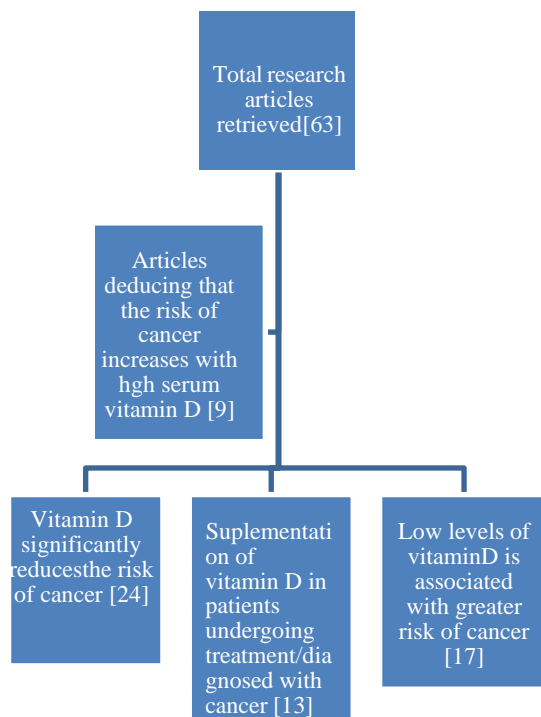 Total research
articles
retrieved[63]
Articles
deducing that
the risk of
cancer
increases with
hgh serum
vitamin D [9]
Vitamin D
significantly
reducesthe risk
of cancer [24]
Suplementati
on of
vitamin D in
patients
undergoing
treatment/dia
gnosed with
cancer [13]
Low levels of
vitaminD is
associated
with greater
risk of cancer
[17]